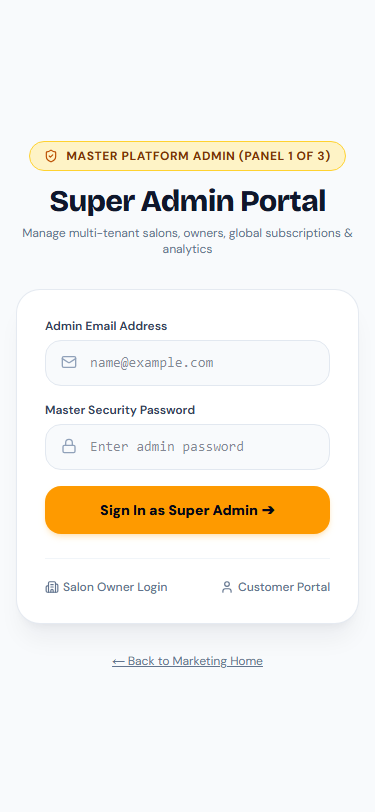 MASTER PLATFORM ADMIN (PANEL 1 OF 3)
Super Admin Portal
Manage multi-tenant salons, owners, global subscriptions &
analytics
Admin Email Address
name@example.com
Master Security Password
Enter admin password
Sign In as Super Admin ➔
Salon Owner Login
Customer Portal
← Back to Marketing Home